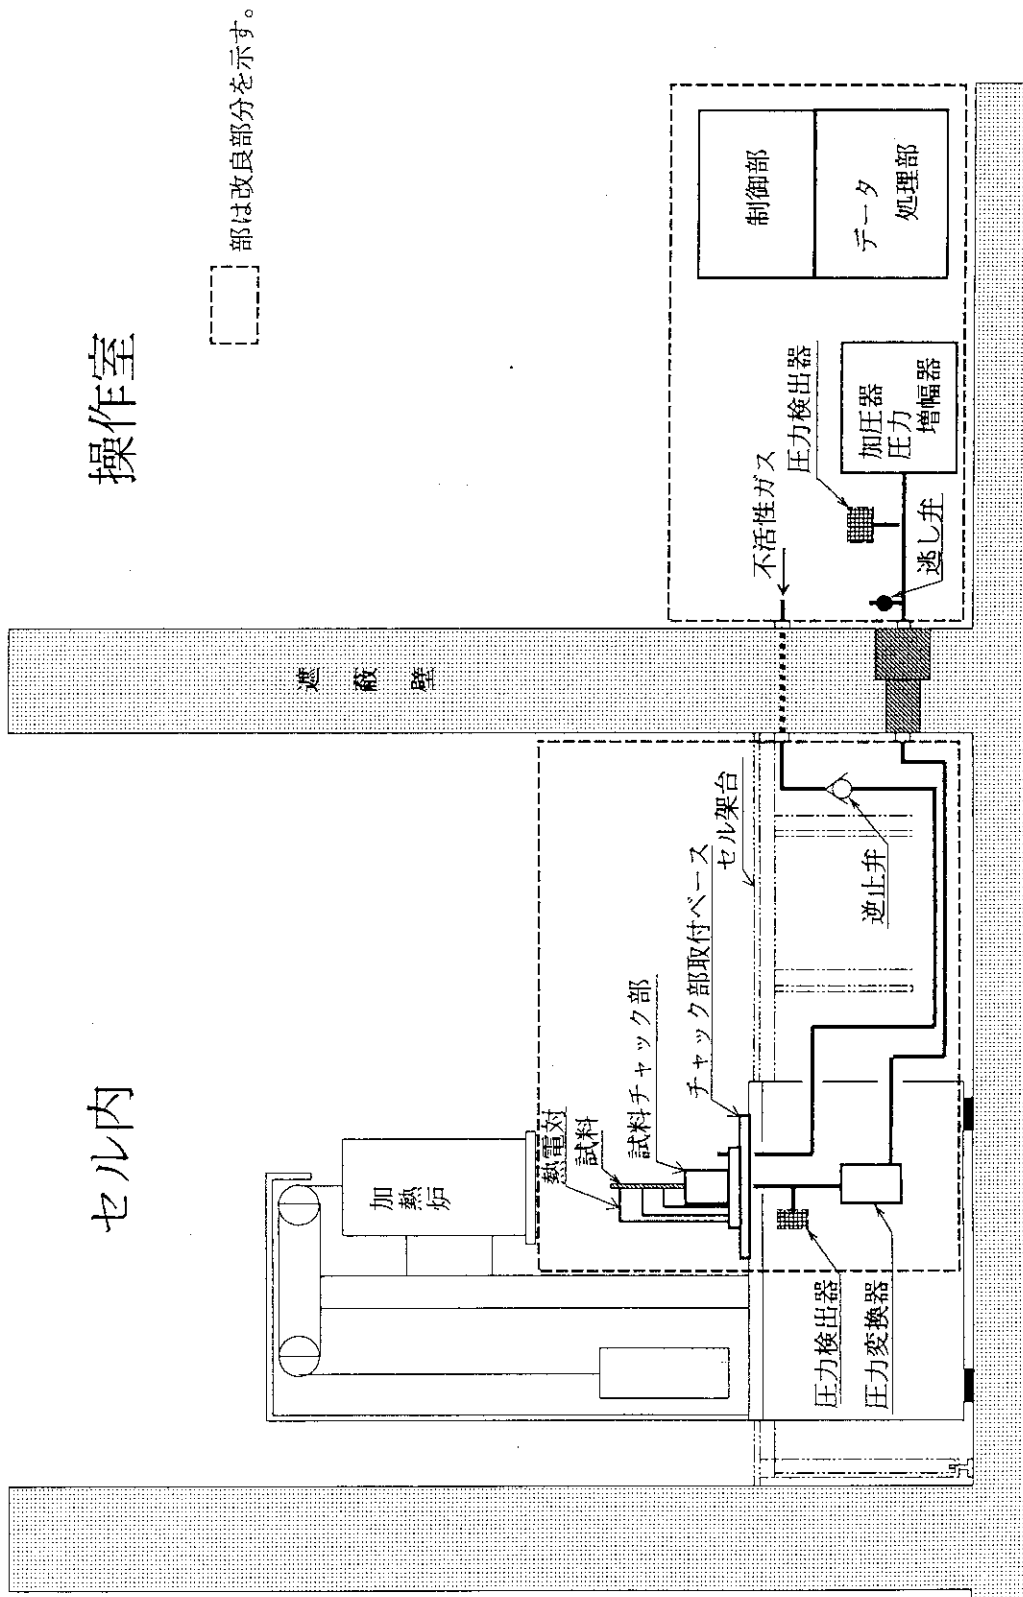 セル内
操作室
部は改良部分を示す。
加熱炉
遮蔽壁
熱電対
試料
試料チャック部
チャック部取付ベース
セル架台
逆止弁
圧力検出器
圧力変換器
不活性ガス
圧力検出器
逃し弁
加圧器
圧力
増幅器
制御部
データ
処理部